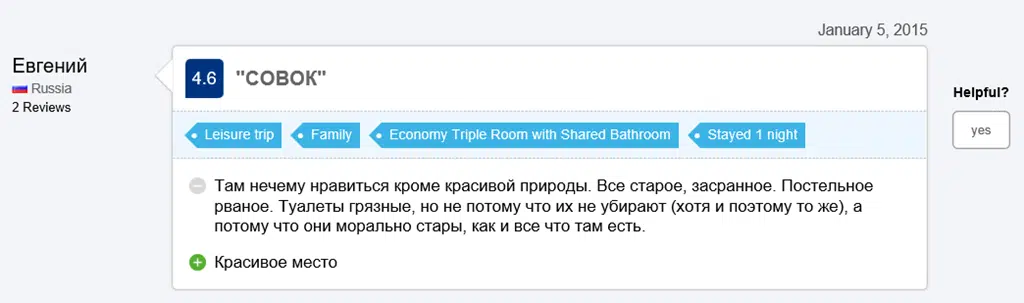 January 5, 2015
Евгений
Russia
2 Reviews
4.6 "СОВОК"
Helpful?
yes
Leisure trip Family Economy Triple Room with Shared Bathroom Stayed 1 night
Там нечему нравиться кроме красивой природы. Все старое, засранное. Постельное
рваное. Туалеты грязные, но не потому что их не убирают (хотя и поэтому то же), а
потому что они морально стары, как и все что там есть.
Красивое место